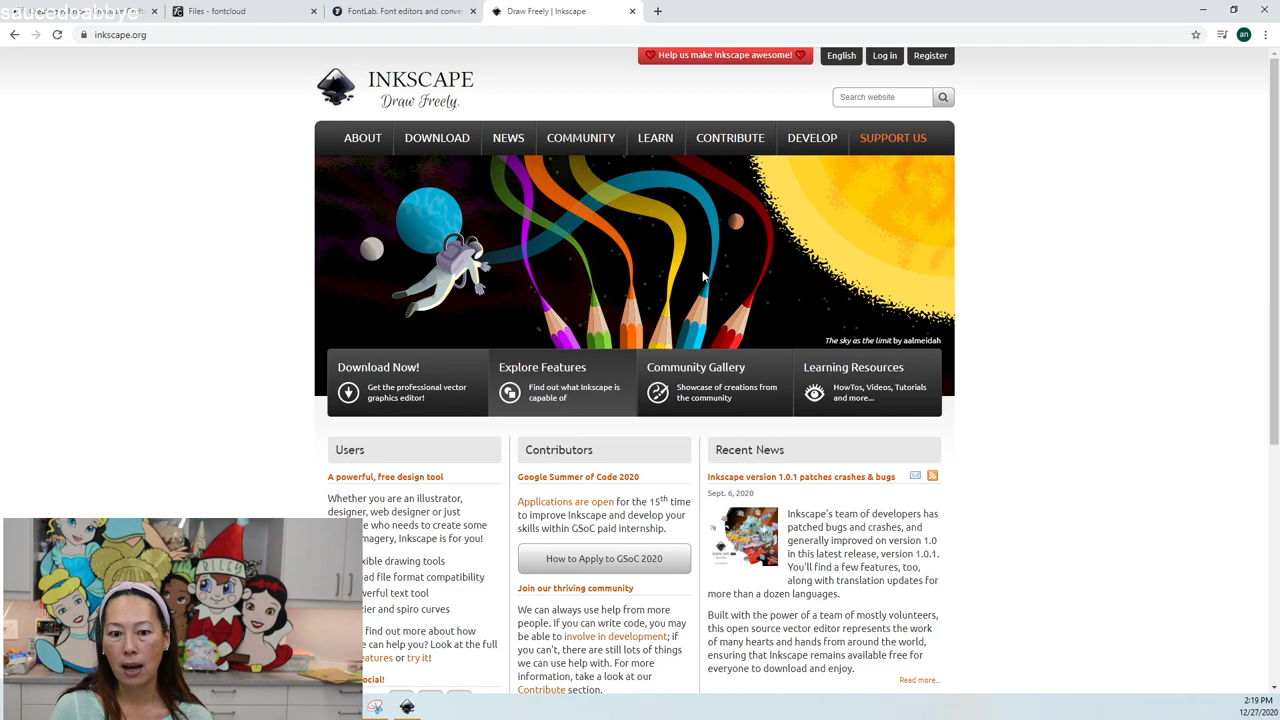 saucedcabbye
Files - fontcloud
FontLab. Font editors and conver
Draw Freely | Inkscape
inkscape.org
an
Help us make Inkscape awesome!
English
Log in
Register
INKSCAPE
Draw Freely.
Search website
ABOUT
DOWNLOAD
NEWS
COMMUNITY
LEARN
CONTRIBUTE
DEVELOP
SUPPORT US
The sky as the limit by aalmeidah
Download Now!
Get the professional vector
graphics editor!
Explore Features
Find out what Inkscape is
capable of
Community Gallery
Showcase of creations from
the community
Learning Resources
HowTos, Videos, Tutorials
and more...
Users
A powerful, free design tool
Whether you are an illustrator,
designer, web designer or just
who needs to create some
magery, Inkscape is for you!
xible drawing tools
ad file format compatibility
verful text tool
ier and spiro curves
find out more about how
can help you? Look at the full
eatures or try it!
ocial!
Contributors
Google Summer of Code 2020
Applications are open for the 15th time
to improve Inkscape and develop your
skills within GSoC paid internship.
How to Apply to GSoC 2020
Join our thriving community
We can always use help from more
people. If you can write code, you may
be able to involve in development; if
you can't, there are still lots of things
we can use help with. For more
information, take a look at our
Contribute section.
Recent News
Inkscape version 1.0.1 patches crashes & bugs
Sept. 6, 2020
Inkscape's team of developers has
patched bugs and crashes, and
generally improved on version 1.0
in this latest release, version 1.0.1.
You'll find a few features, too,
along with translation updates for
more than a dozen languages.
Built with the power of a team of mostly volunteers,
this open source vector editor represents the work
of many hearts and hands from around the world,
ensuring that Inkscape remains available free for
everyone to download and enjoy.
Read more...
2:19 PM
12/27/2020